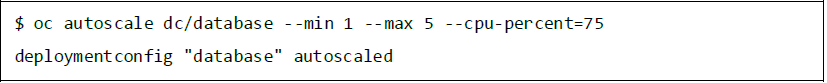 $ oc autoscale dc/database --min 1 --max 5 --cpu-percent=75
deploymentconfig "database" autoscaled